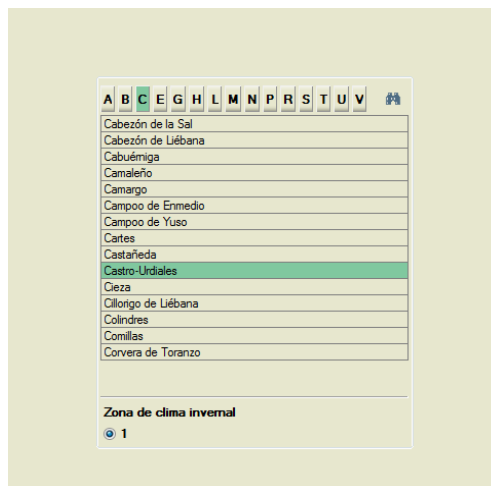 A B C E G H L M N P R S T U V
Cabezón de la Sal
Cabezón de Liébana
Cabuérniga
Camaleño
Camargo
Campoo de Enmedio
Campoo de Yuso
Cartes
Castañeda
Castro-Urdiales
Cieza
Cillorigo de Liébana
Colindres
Comillas
Corvera de Toranzo
Zona de clima invernal
1